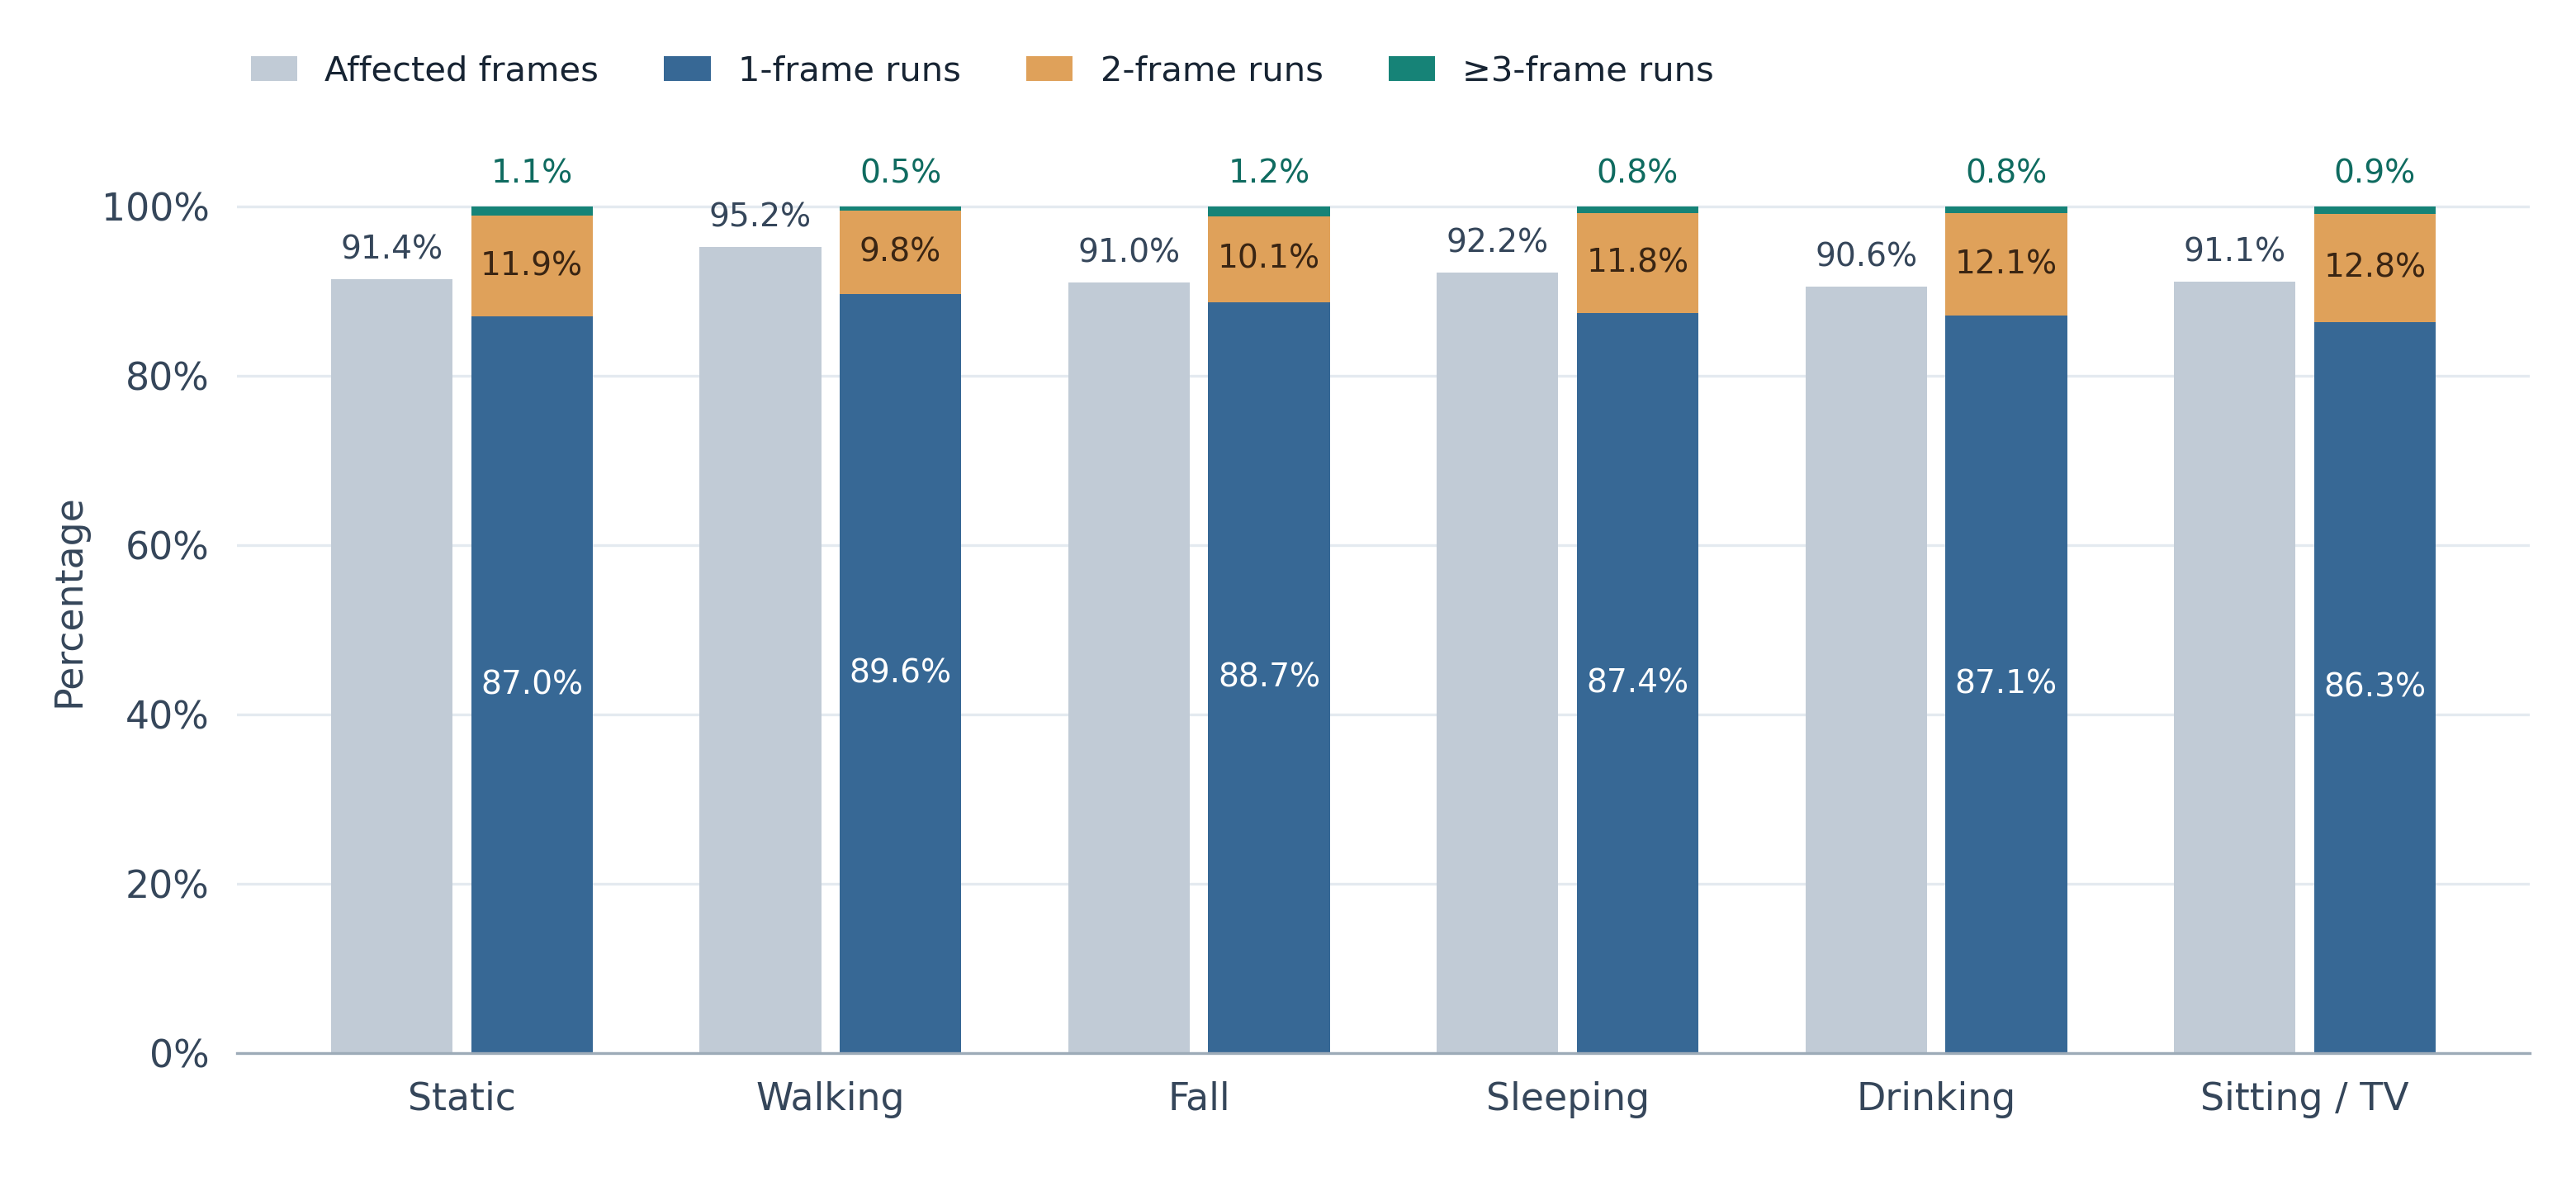 Affected frames 1-frame runs 2-frame runs ≥3-frame runs
1.1% 0.5% 1.2% 0.8% 0.8% 0.9%
100%
95.2%
91.4% 11.9% 9.8% 91.0% 10.1% 92.2% 11.8% 90.6% 12.1% 91.1% 12.8%
80%
60%
Percentage
87.0% 89.6% 88.7% 87.4% 87.1% 86.3%
40%
20%
0%
Static Walking Fall Sleeping Drinking Sitting / TV